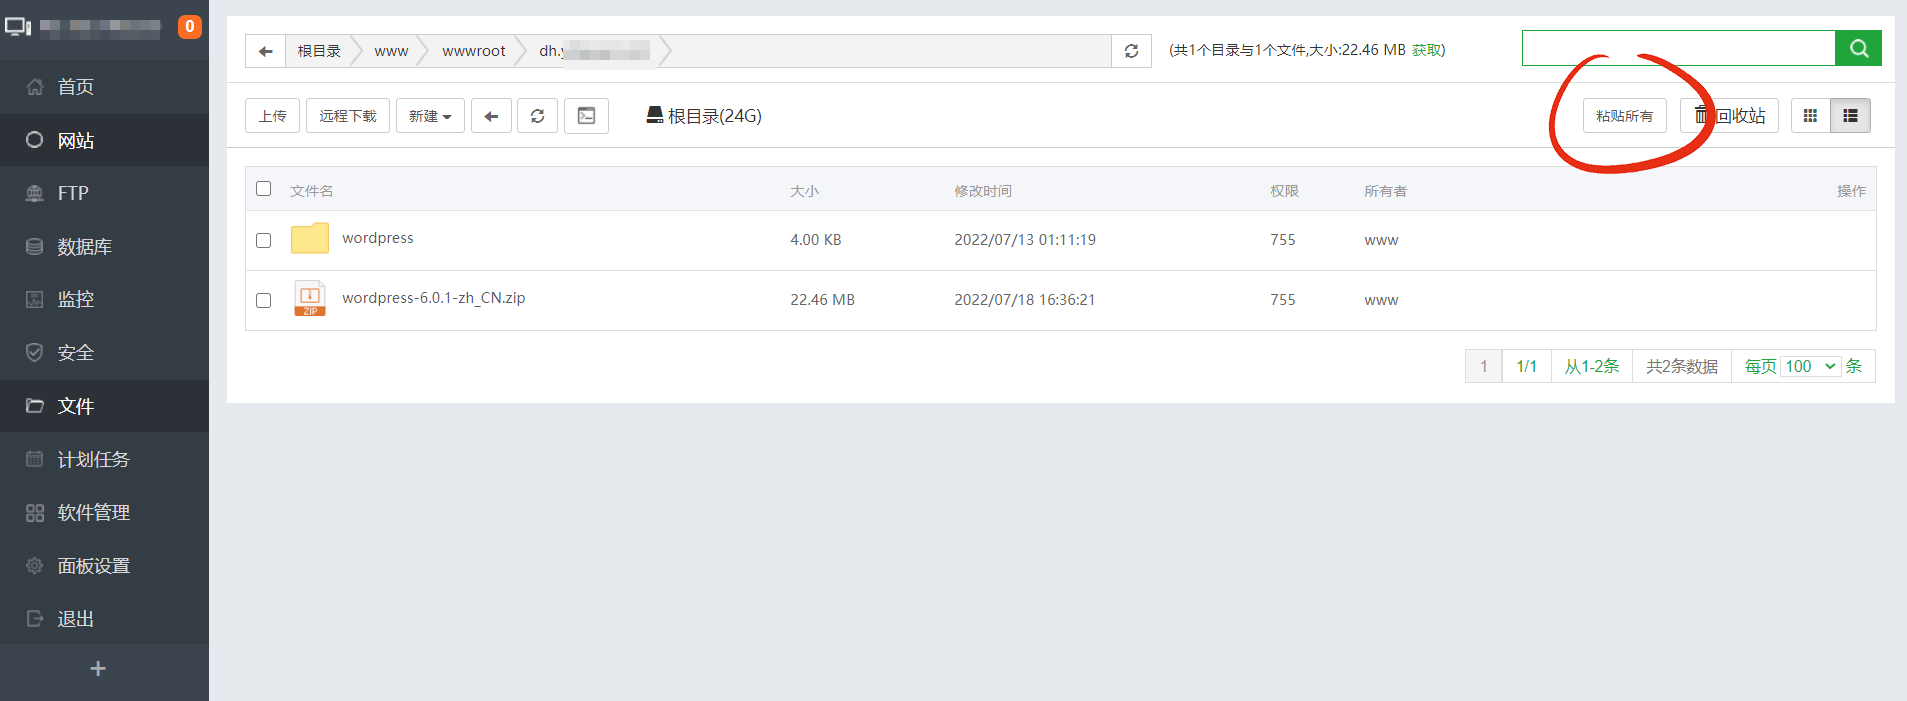 0
首页
网站
FTP
数据库
监控
安全
文件
计划任务
软件管理
面板设置
退出
根目录 www wwwroot dh. (共1个目录与1个文件,大小:22.46 MB 获取)
上传 远程下载 新建 根目录(24G) 粘贴所有 回收站
文件名 大小 修改时间 权限 所有者 操作
wordpress 4.00 KB 2022/07/13 01:11:19 755 www
wordpress-6.0.1-zh_CN.zip 22.46 MB 2022/07/18 16:36:21 755 www
ZIP
1 1/1 从1-2条 共2条数据 每页 100 条